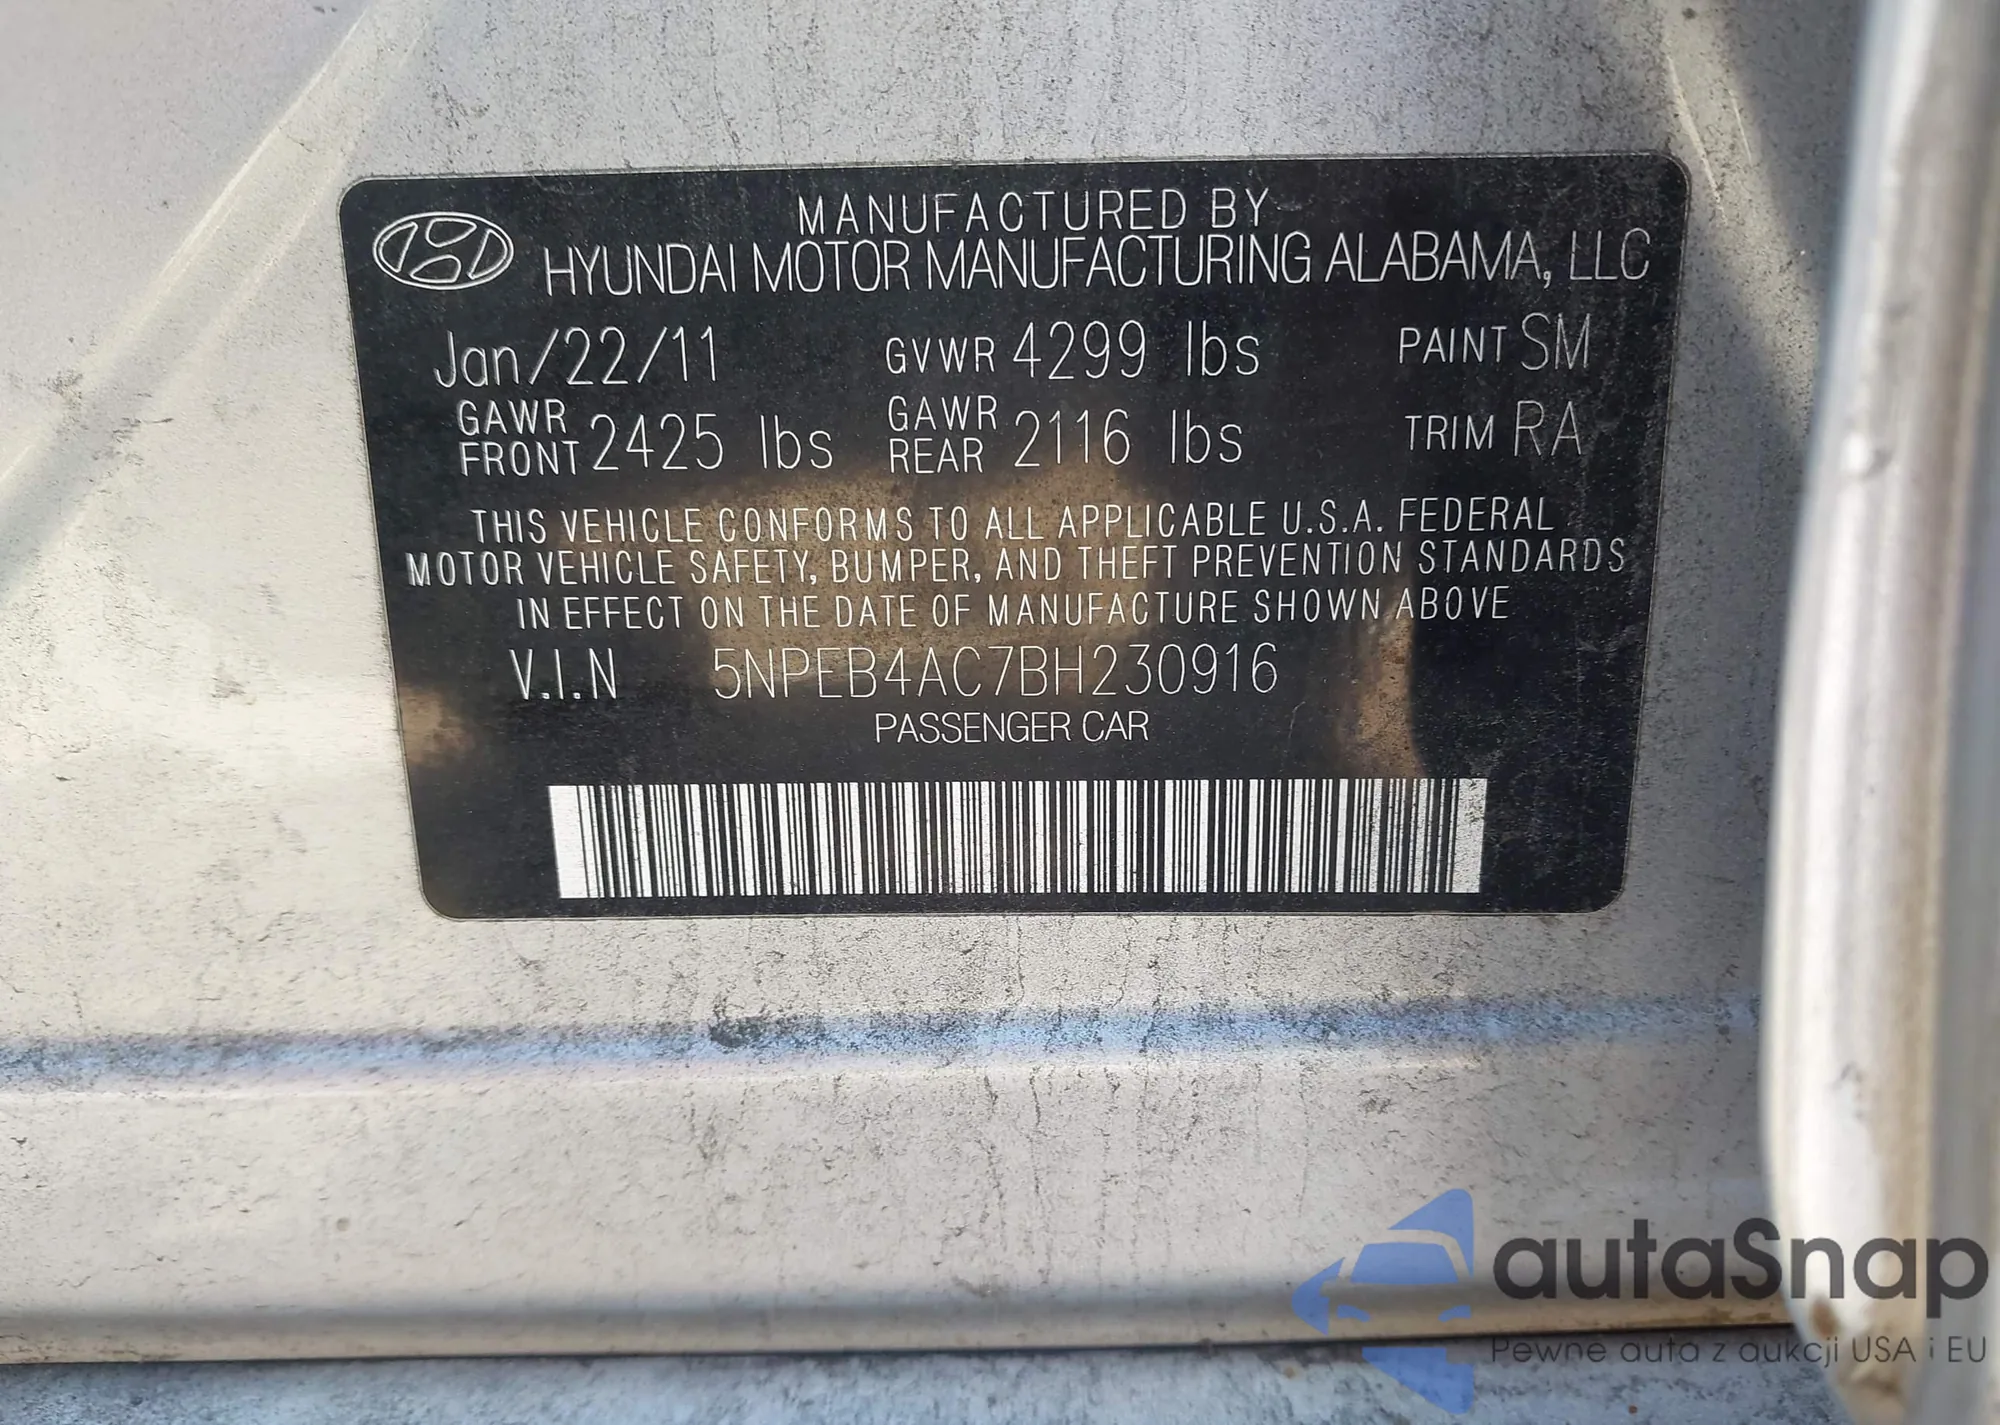 MANUFACTURED BY
HYUNDAI MOTOR MANUFACTURING ALABAMA, LLC
Jan/22/11 GVWR 4299 lbs PAINT SM
GAWR FRONT 2425 lbs GAWR REAR 2116 lbs TRIM RA
THIS VEHICLE CONFORMS TO ALL APPLICABLE U.S.A. FEDERAL
MOTOR VEHICLE SAFETY, BUMPER, AND THEFT PREVENTION STANDARDS
IN EFFECT ON THE DATE OF MANUFACTURE SHOWN ABOVE
V.I.N 5NPEB4AC7BH230916
PASSENGER CAR
autaSnap
Pewne auta z aukcji USA i EU